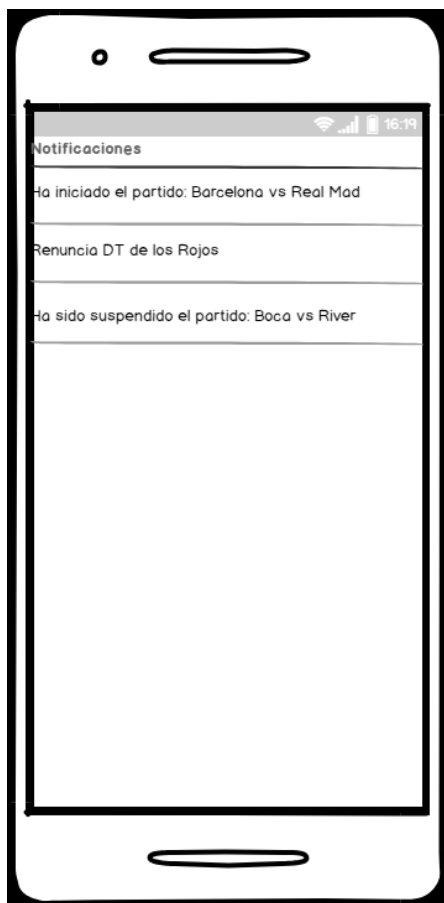 16:19
Notificaciones
Ha iniciado el partido: Barcelona vs Real Mad
Renuncia DT de los Rojos
Ha sido suspendido el partido: Boca vs River